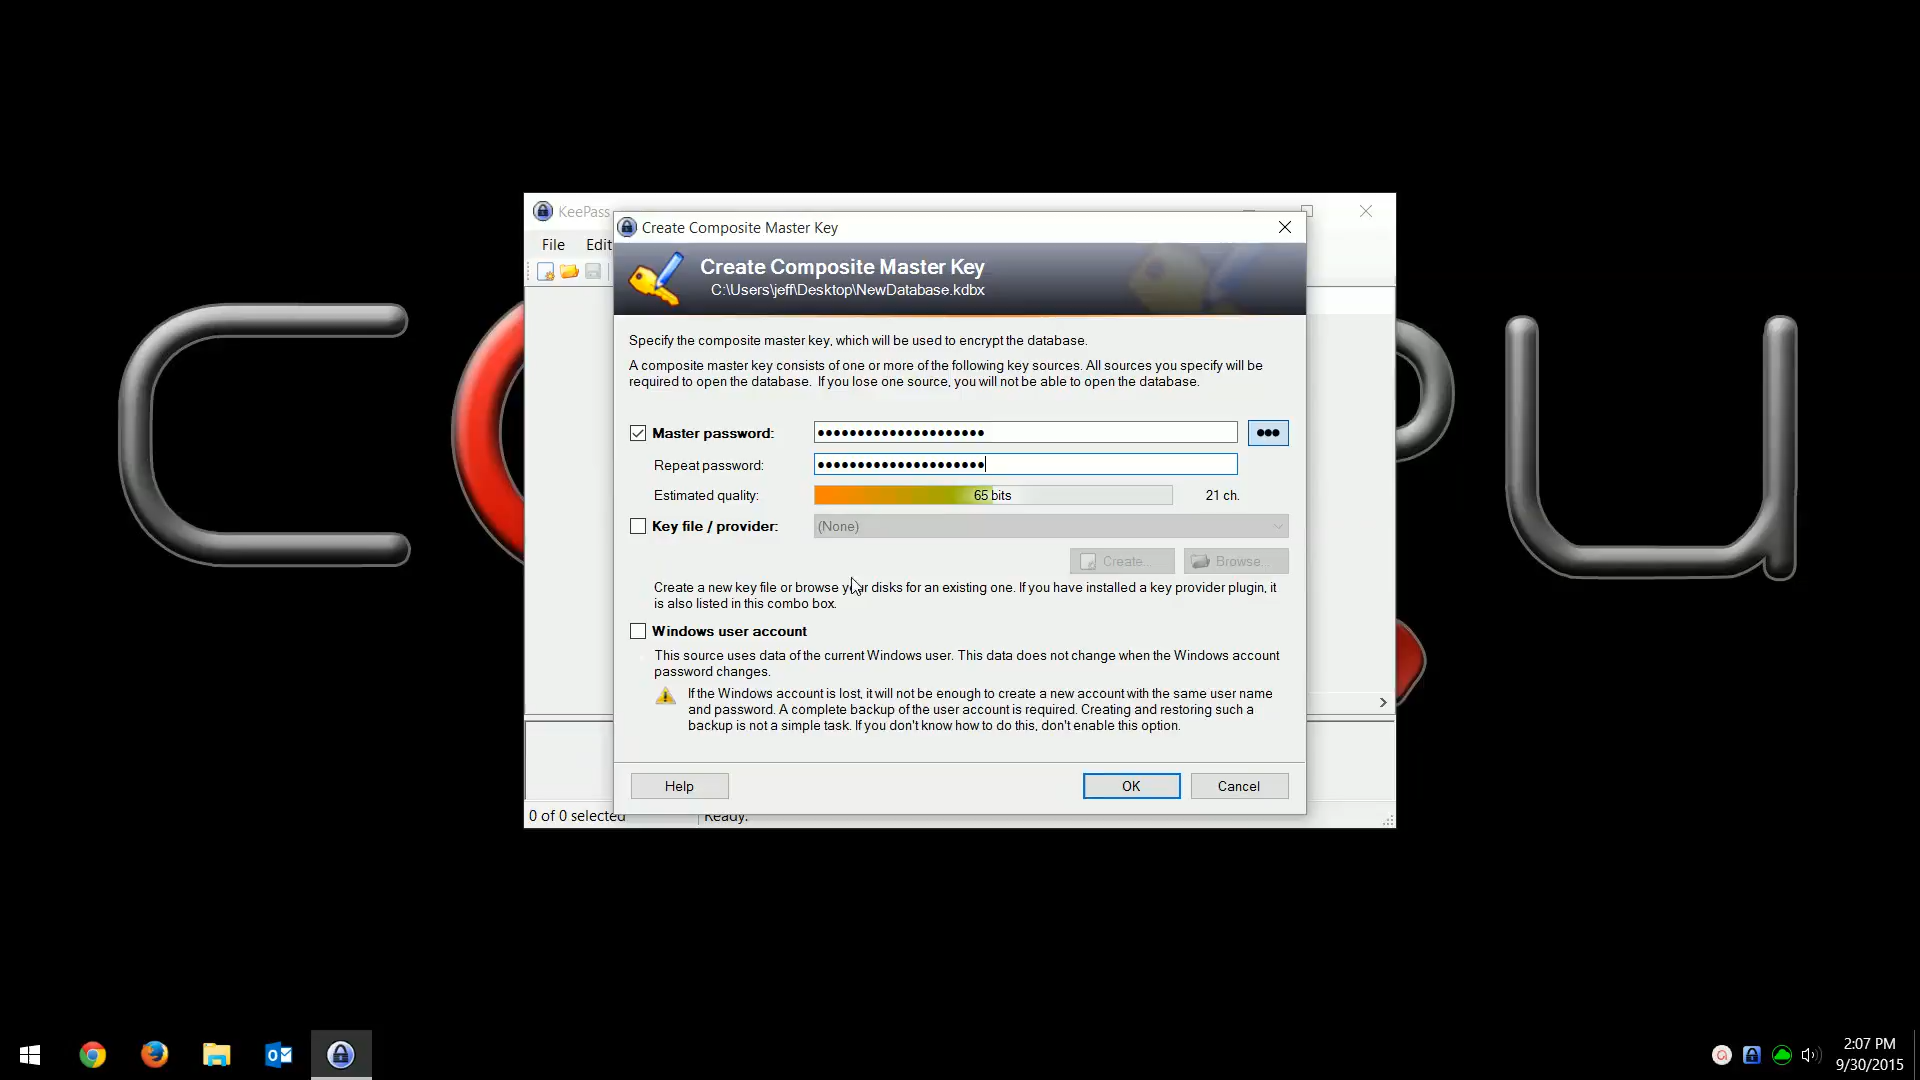 KeePass
Create Composite Master Key
File Edit
Create Composite Master Key
C:\Users\jeff\Desktop\NewDatabase.kdbx
Specify the composite master key, which will be used to encrypt the database.
A composite master key consists of one or more of the following key sources. All sources you specify will be
required to open the database. If you lose one source, you will not be able to open the database.
Master password: ●●●●●●●●●●●●●●●●●●●●● ●●●
Repeat password: ●●●●●●●●●●●●●●●●●●●●●
Estimated quality: 65 bits 21 ch.
Key file / provider: (None)
Create... Browse...
Create a new key file or browse your disks for an existing one. If you have installed a key provider plugin, it
is also listed in this combo box.
Windows user account
This source uses data of the current Windows user. This data does not change when the Windows account
password changes.
If the Windows account is lost, it will not be enough to create a new account with the same user name
and password. A complete backup of the user account is required. Creating and restoring such a
backup is not a simple task. If you don't know how to do this, don't enable this option.
Help OK Cancel
0 of 0 selected Ready.
2:07 PM
9/30/2015